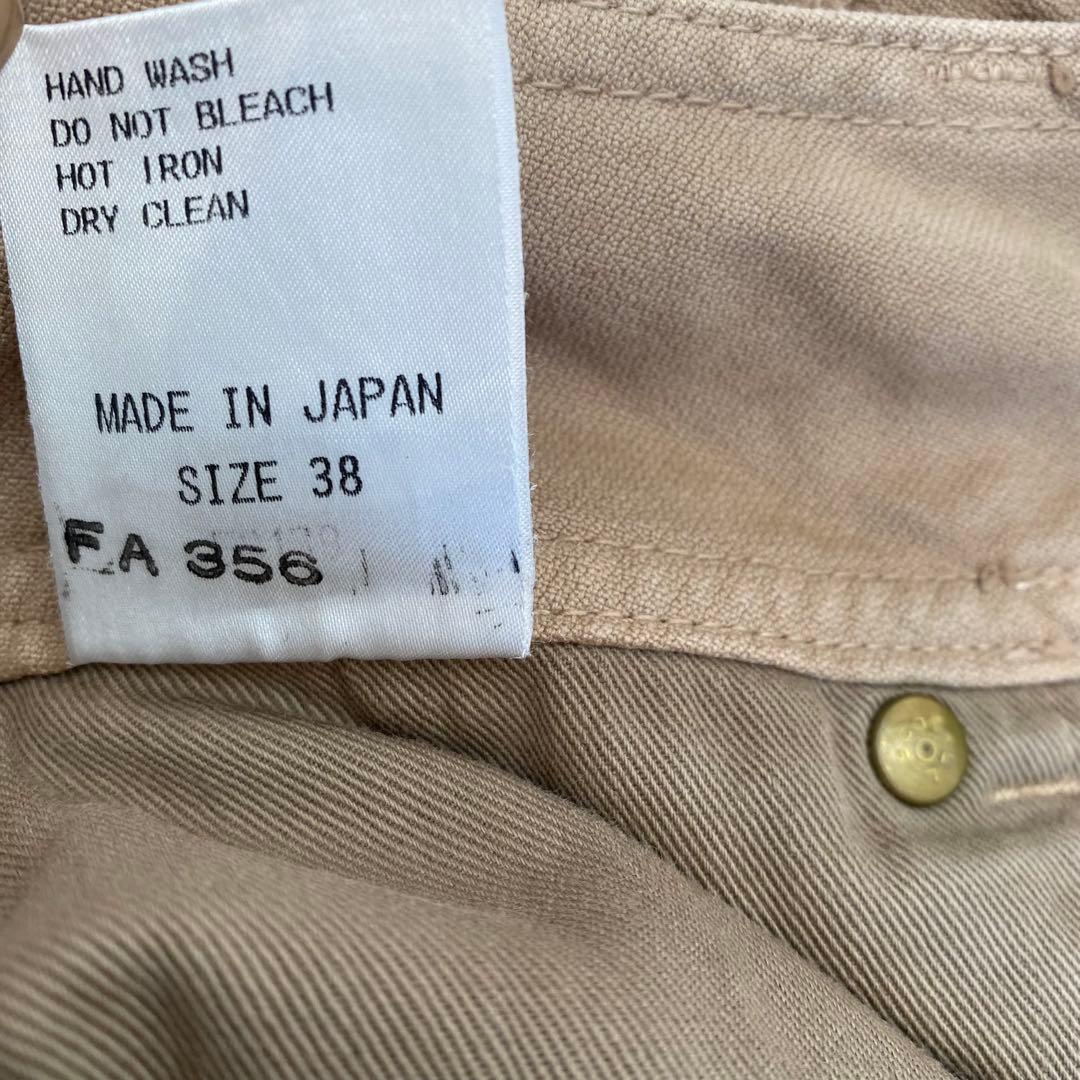 HAND WASH
DO NOT BLEACH
HOT IRON
DRY CLEAN
MADE IN JAPAN
SIZE 38
FA 356